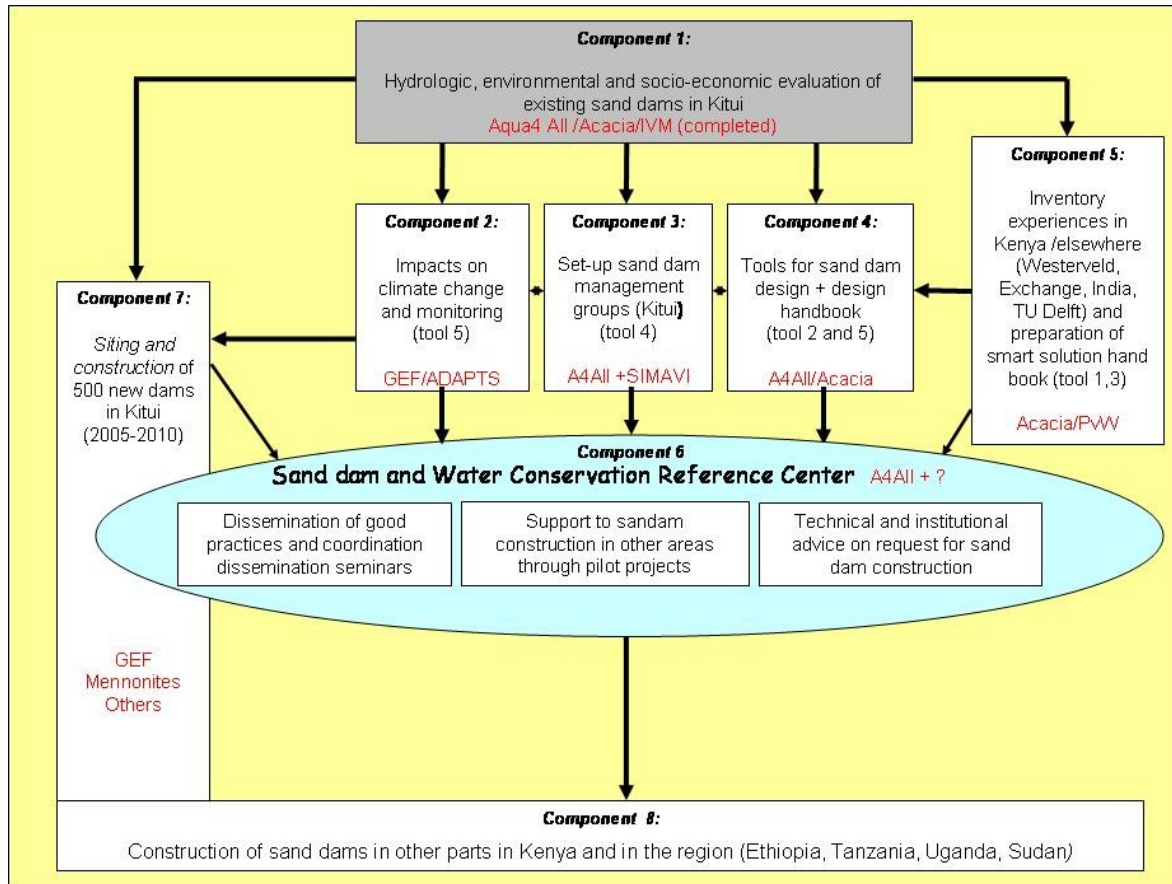 Component 1:
Hydrologic, environmental and socio-economic evaluation of
existing sand dams in Kitui
Aqua4 All /Acacia/IVM (completed)
Component 2:
Impacts on
climate change
and monitoring
(tool 5)
GEF/ADAPTS
Component 3:
Set-up sand dam
management
groups (Kitui)
(tool 4)
A4All +SIMAVI
Component 4:
Tools for sand dam
design + design
handbook
(tool 2 and 5)
A4All/Acacia
Component 5:
Inventory
experiences in
Kenya /elsewhere
(Westerveld,
Exchange, India,
TU Delft) and
preparation of
smart solution hand
book (tool 1,3)
Acacia/PvW
Component 7:
Siting and
construction of
500 new dams
in Kitui
(2005-2010)
GEF
Mennonites
Others
Component 6
Sand dam and Water Conservation Reference Center A4All + ?
Dissemination of good
practices and coordination
dissemination seminars
Support to sandam
construction in other areas
through pilot projects
Technical and institutional
advice on request for sand
dam construction
Component 8:
Construction of sand dams in other parts in Kenya and in the region (Ethiopia, Tanzania, Uganda, Sudan)